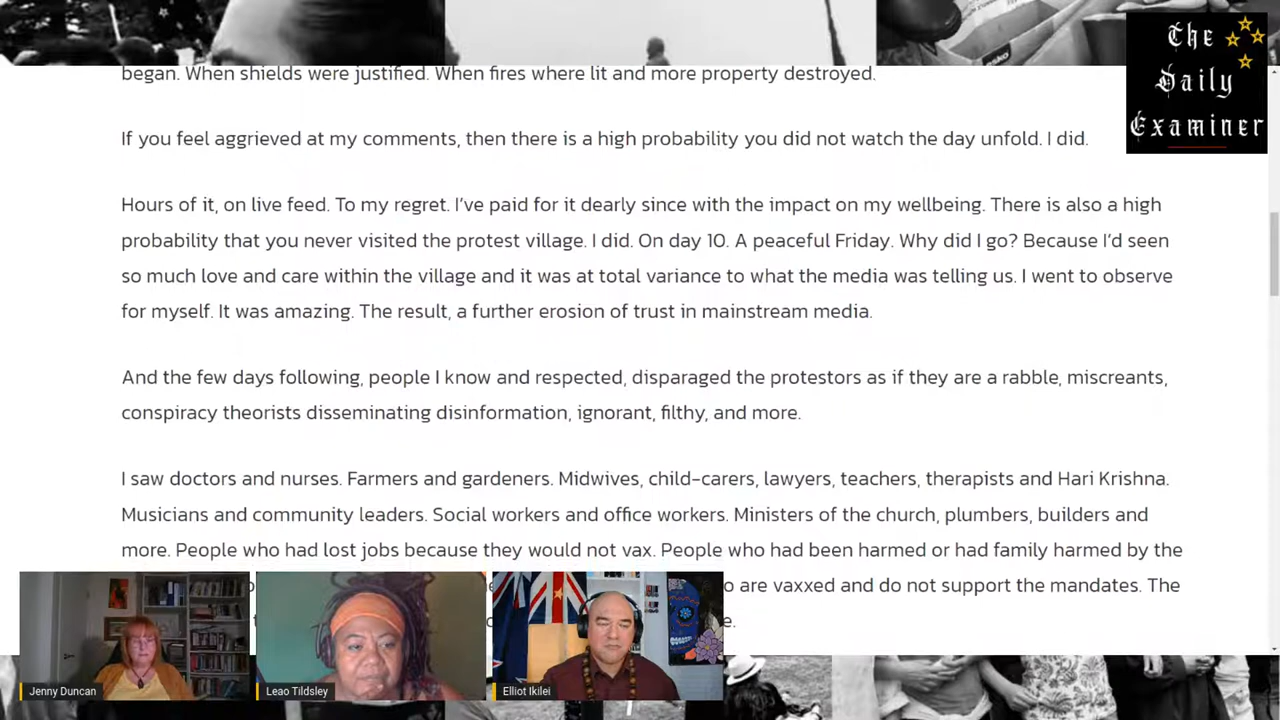 The
Daily
Examiner
began. When shields were justified. When fires where lit and more property destroyed.
If you feel aggrieved at my comments, then there is a high probability you did not watch the day unfold. I did.
Hours of it, on live feed. To my regret. I've paid for it dearly since with the impact on my wellbeing. There is also a high
probability that you never visited the protest village. I did. On day 10. A peaceful Friday. Why did I go? Because I'd seen
so much love and care within the village and it was at total variance to what the media was telling us. I went to observe
for myself. It was amazing. The result, a further erosion of trust in mainstream media.
And the few days following, people I know and respected, disparaged the protestors as if they are a rabble, miscreants,
conspiracy theorists disseminating disinformation, ignorant, filthy, and more.
I saw doctors and nurses. Farmers and gardeners. Midwives, child-carers, lawyers, teachers, therapists and Hari Krishna.
Musicians and community leaders. Social workers and office workers. Ministers of the church, plumbers, builders and
more. People who had lost jobs because they would not vax. People who had been harmed or had family harmed by the
are vaxxed and do not support the mandates. The
Jenny Duncan
Leao Tildsley
Elliot Ikilei